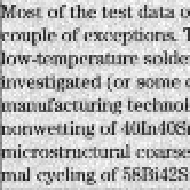 Most of the test data
couple of exceptions.
low-temperature solde
investigated (or some
manufacturing technol
nonwetting of 40In40S
microstructural coarse
mal cycling of 58Bi42S